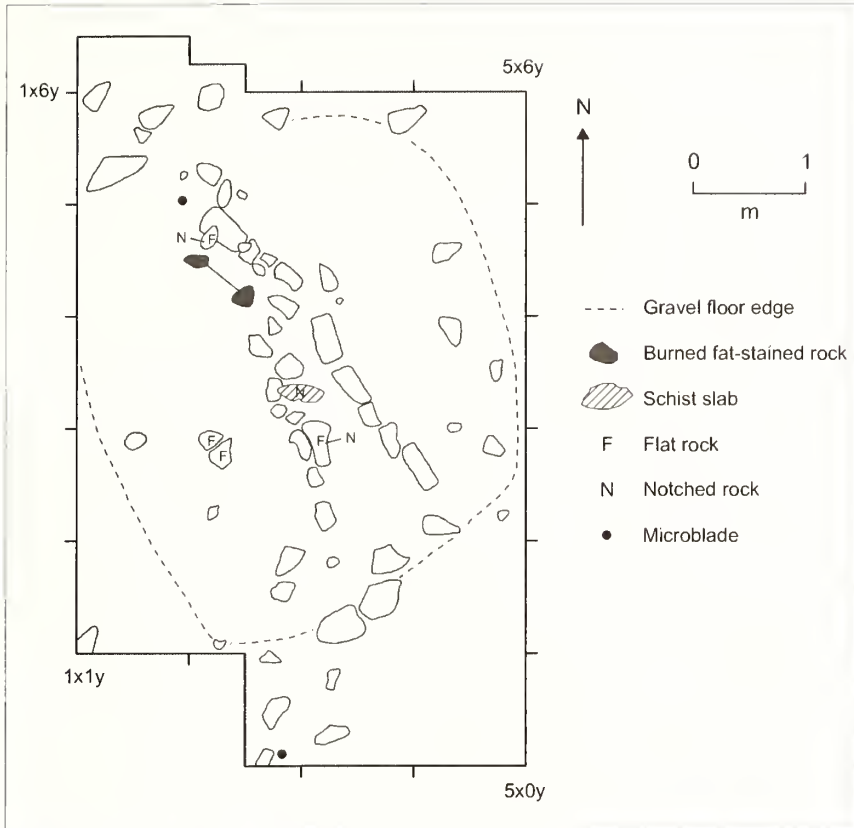 5x6y
1x6y
N
0 1
m
N F
Gravel floor edge
Burned fat-stained rock
N
Schist slab
F
F
F N
F Flat rock
N Notched rock
Microblade
1x1y
5x0y